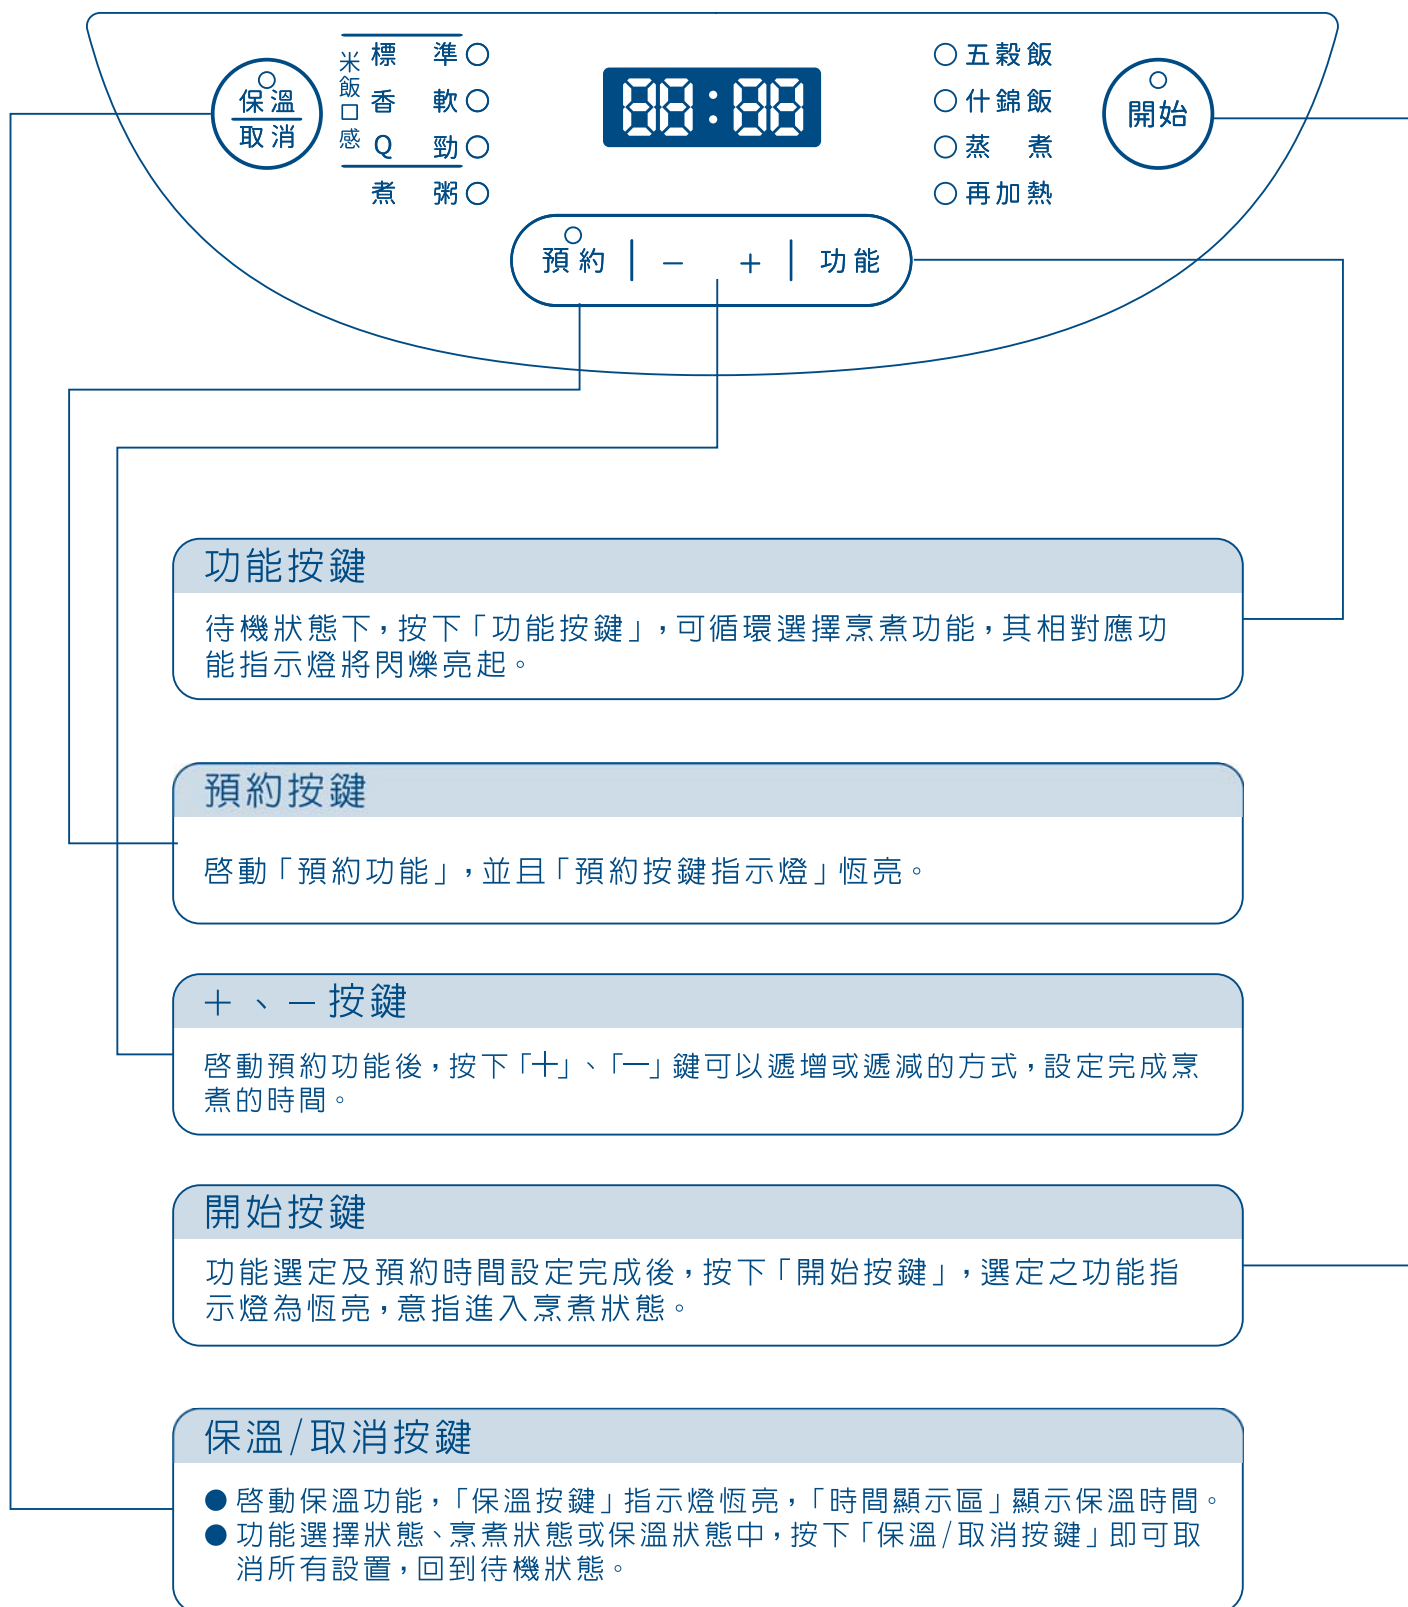 保溫
取消
米飯口感
標準
香軟
Q勁
煮粥
88:88
五穀飯
什錦飯
蒸煮
再加熱
開始
預約 | － ＋ | 功能
功能按鍵
待機狀態下，按下「功能按鍵」，可循環選擇烹煮功能，其相對應功
能指示燈將閃爍亮起。
預約按鍵
啓動「預約功能」，並且「預約按鍵指示燈」恆亮。
＋、－按鍵
啓動預約功能後，按下「＋」、「－」鍵可以遞增或遞減的方式，設定完成烹
煮的時間。
開始按鍵
功能選定及預約時間設定完成後，按下「開始按鍵」，選定之功能指
示燈為恆亮，意指進入烹煮狀態。
保溫/取消按鍵
●啓動保溫功能，「保溫按鍵」指示燈恆亮，「時間顯示區」顯示保溫時間。
●功能選擇狀態、烹煮狀態或保溫狀態中，按下「保溫/取消按鍵」即可取
消所有設置，回到待機狀態。